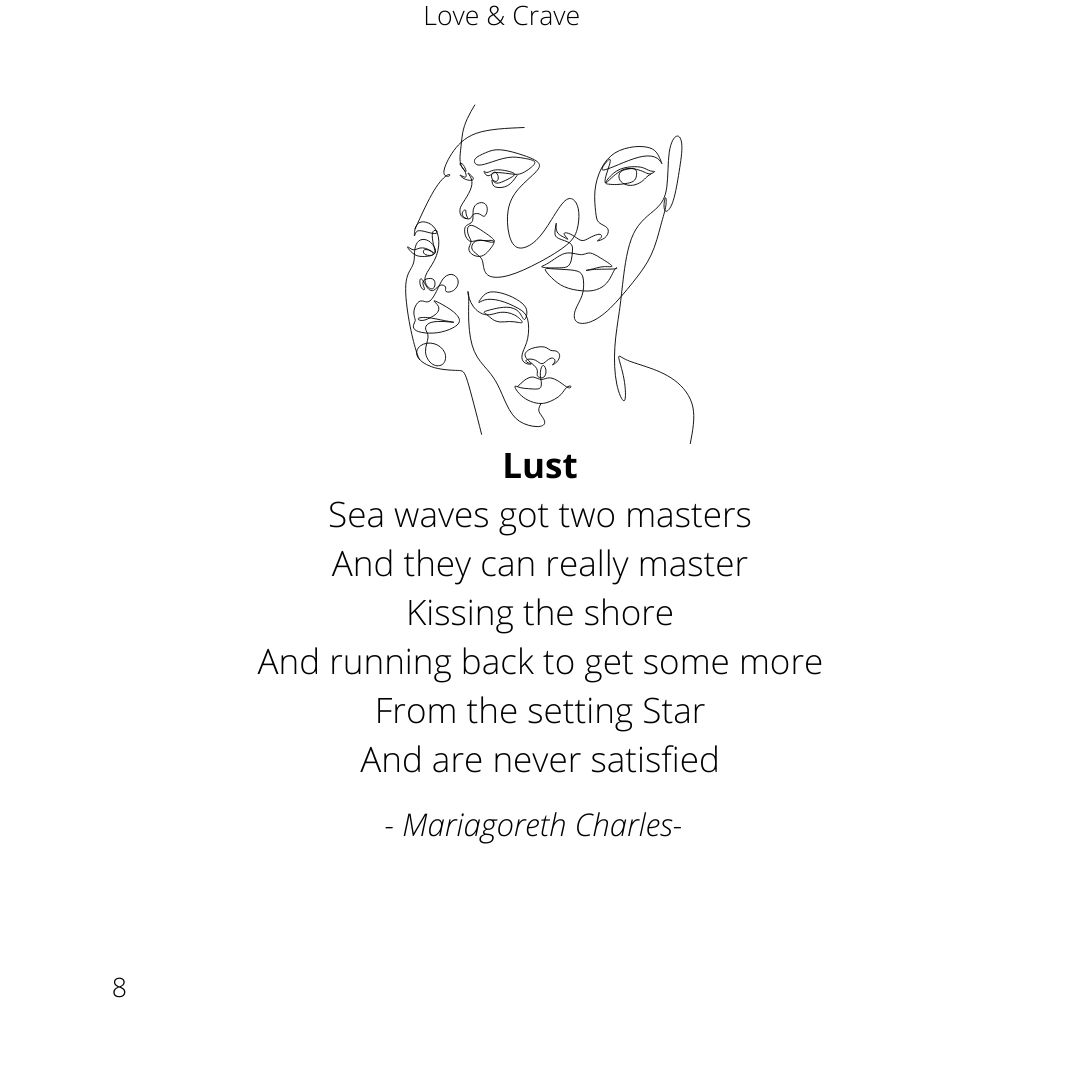 Love & Crave
Lust
Sea waves got two masters
And they can really master
Kissing the shore
And running back to get some more
From the setting Star
And are never satisfied
- Mariagoreth Charles-
8